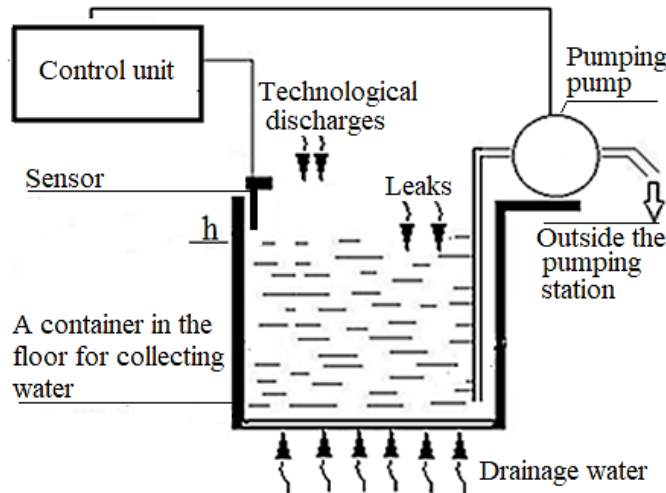 Control unit
Pumping
pump
Technological
discharges
Sensor
Leaks
h
Outside the
pumping
station
A container in the
floor for collecting
water
Drainage water